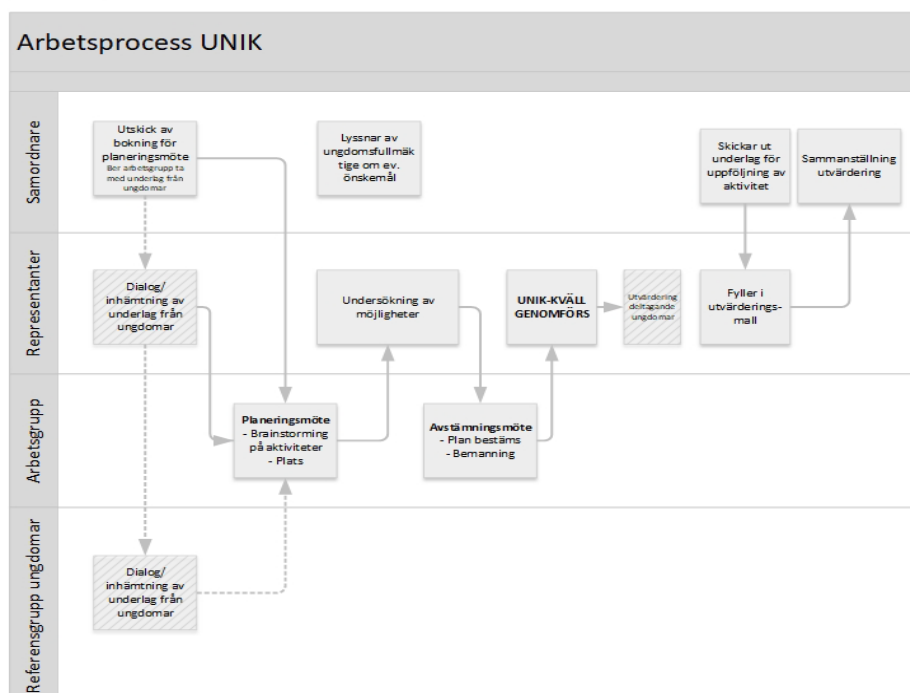 Arbetsprocess UNIK
Samordnare
Utskick av
bokning för
planeringsmöte
Ber arbetsgrupp ta
med underlag från
ungdomar
Lyssnar av
ungdomsfullmäk
tige om ev.
önskemål
Skickar ut
underlag för
uppföljning av
aktivitet
Sammanställning
utvärdering
Representanter
Dialog/
inhämtning av
underlag från
ungdomar
Undersökning av
möjligheter
UNIK-KVÄLL
GENOMFÖRS
Utvärdering
deltagande
ungdomar
Fyller i
utvärderings-
mall
Arbetsgrupp
Planeringsmöte
- Brainstorming
på aktiviteter
- Plats
Avstämningsmöte
- Plan bestäms
- Bemanning
Referensgrupp ungdomar
Dialog/
inhämtning av
underlag från
ungdomar